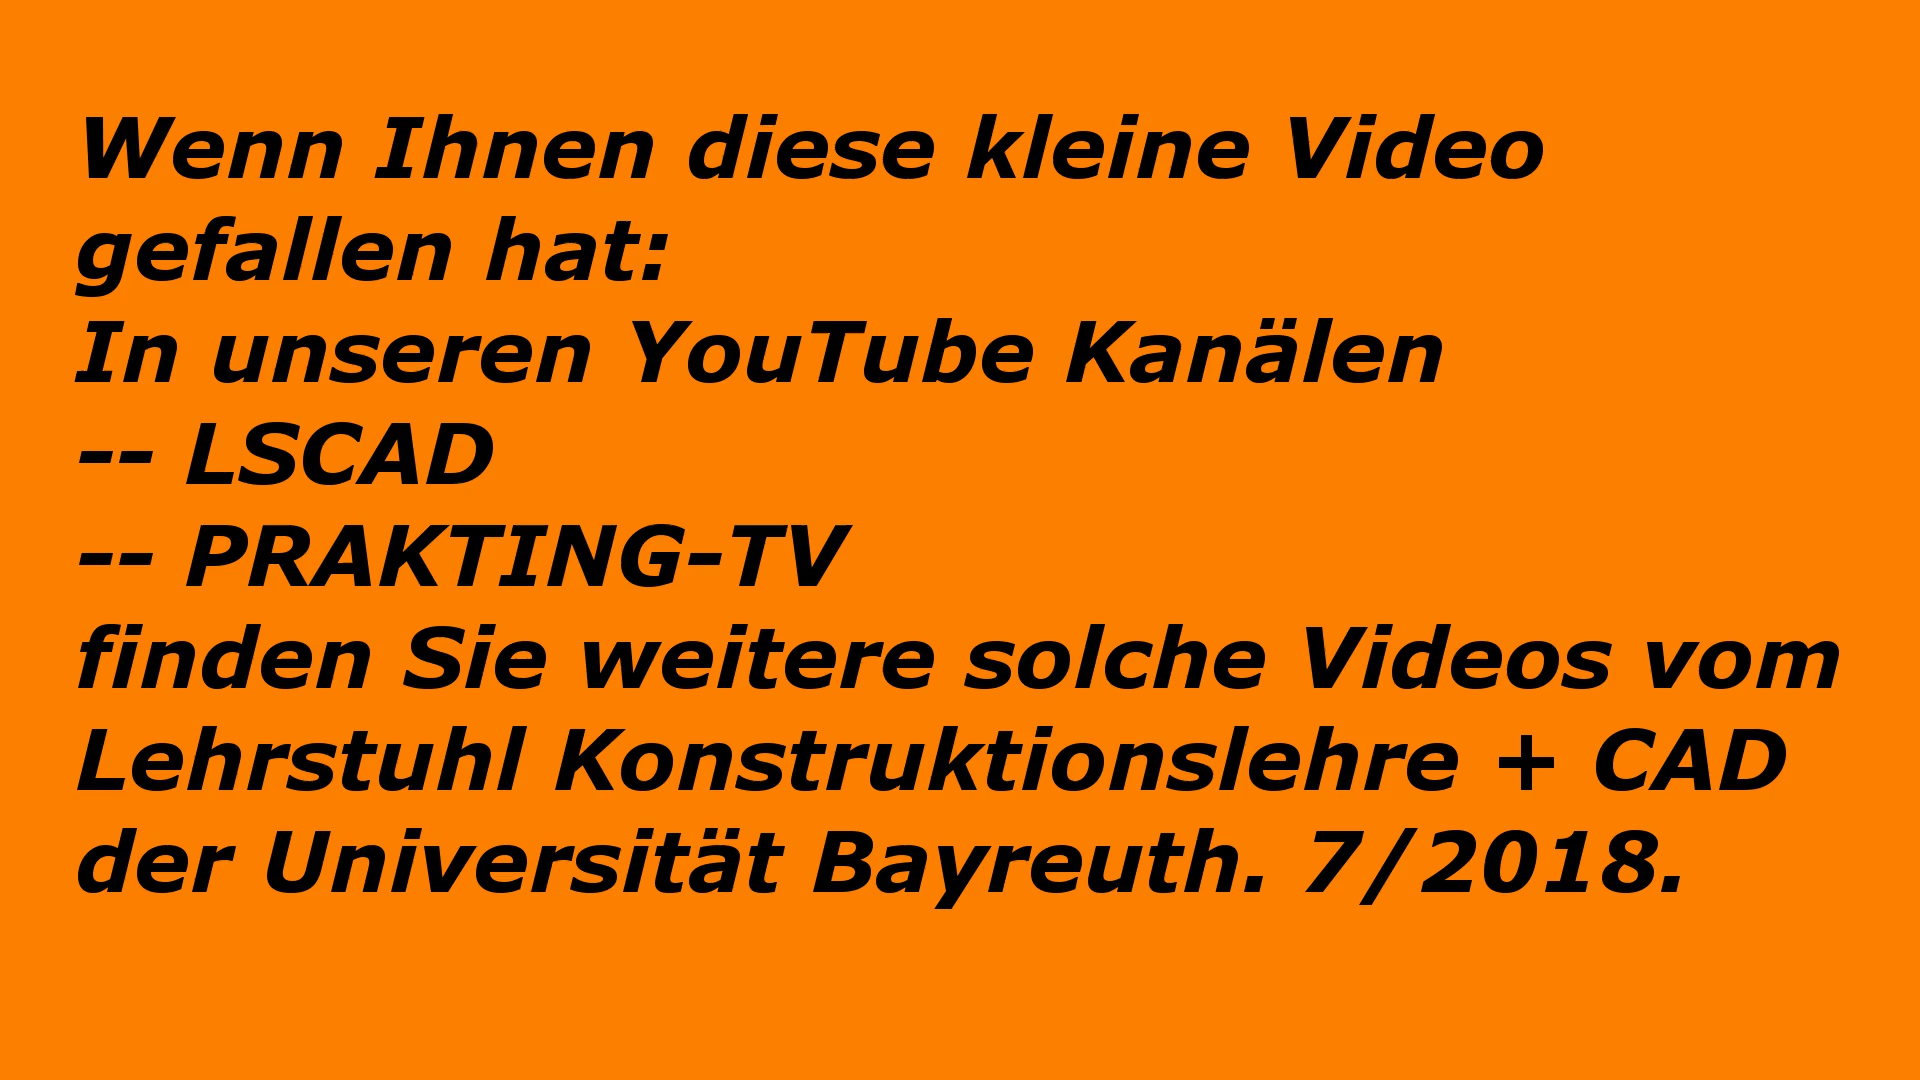 Wenn Ihnen diese kleine Video
gefallen hat:
In unseren YouTube Kanälen
-- LSCAD
-- PRAKTING-TV
finden Sie weitere solche Videos vom
Lehrstuhl Konstruktionslehre + CAD
der Universität Bayreuth. 7/2018.